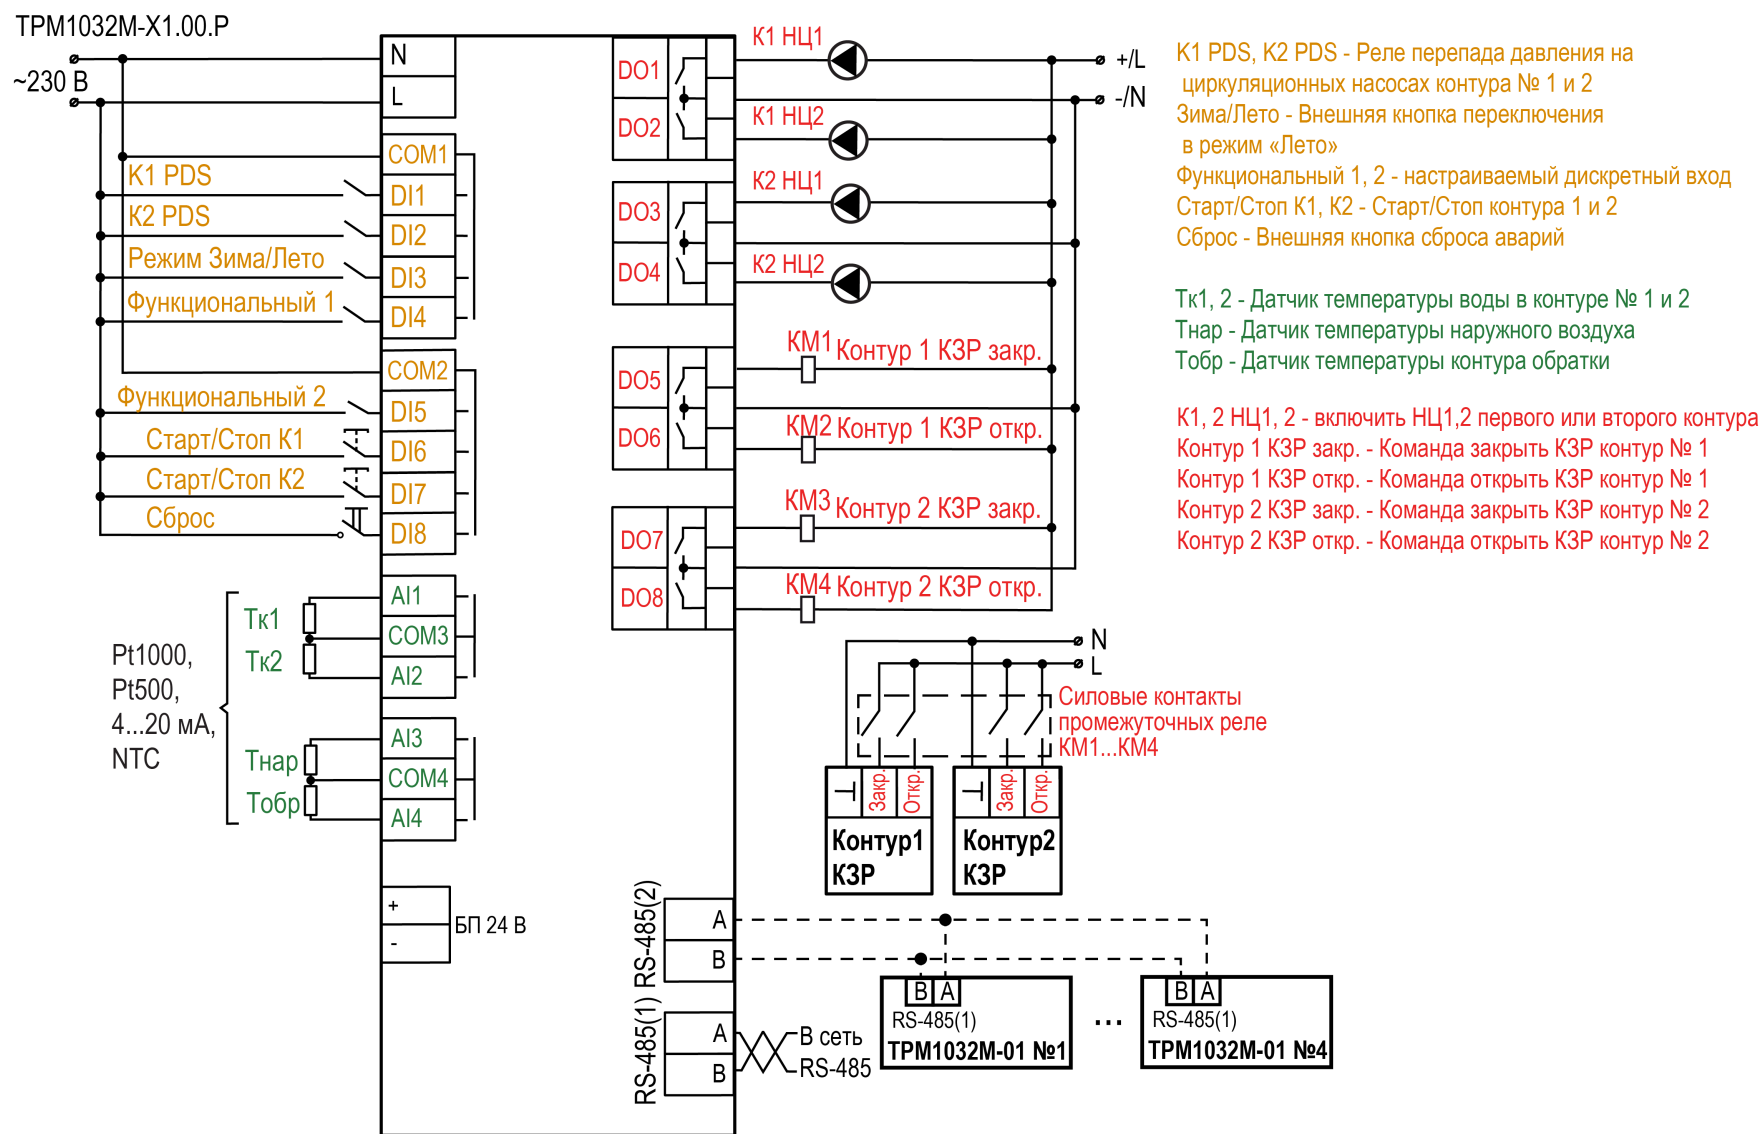 ТРМ1032М-Х1.00.Р
~230 В
N
L
COM1
K1 PDS
DI1
К2 PDS
DI2
Режим Зима/Лето
DI3
Функциональный 1
DI4
COM2
Функциональный 2
DI5
Старт/Стоп К1
DI6
Старт/Стоп К2
DI7
Сброс
DI8
AI1
Тк1
COM3
Тк2
AI2
Pt1000,
Pt500,
4...20 мА,
NTC
AI3
Тнар
COM4
Тобр
AI4
+
-
БП 24 В
DO1
DO2
DO3
DO4
DO5
DO6
DO7
DO8
К1 НЦ1
К1 НЦ2
К2 НЦ1
К2 НЦ2
+/L
-/N
КМ1 Контур 1 КЗР закр.
КМ2 Контур 1 КЗР откр.
КМ3 Контур 2 КЗР закр.
КМ4 Контур 2 КЗР откр.
N
L
Силовые контакты
промежуточных реле
КМ1...КМ4
⊥ Закр. Откр.
Контур1
КЗР
⊥ Закр. Откр.
Контур2
КЗР
RS-485(2)
A
B
RS-485(1)
A
B
В сеть
RS-485
B A
RS-485(1)
ТРМ1032М-01 №1
...
B A
RS-485(1)
ТРМ1032М-01 №4
K1 PDS, K2 PDS - Реле перепада давления на
циркуляционных насосах контура № 1 и 2
Зима/Лето - Внешняя кнопка переключения
в режим «Лето»
Функциональный 1, 2 - настраиваемый дискретный вход
Старт/Стоп К1, К2 - Старт/Стоп контура 1 и 2
Сброс - Внешняя кнопка сброса аварий
Тк1, 2 - Датчик температуры воды в контуре № 1 и 2
Тнар - Датчик температуры наружного воздуха
Тобр - Датчик температуры контура обратки
К1, 2 НЦ1, 2 - включить НЦ1,2 первого или второго контура
Контур 1 КЗР закр. - Команда закрыть КЗР контур № 1
Контур 1 КЗР откр. - Команда открыть КЗР контур № 1
Контур 2 КЗР закр. - Команда закрыть КЗР контур № 2
Контур 2 КЗР откр. - Команда открыть КЗР контур № 2